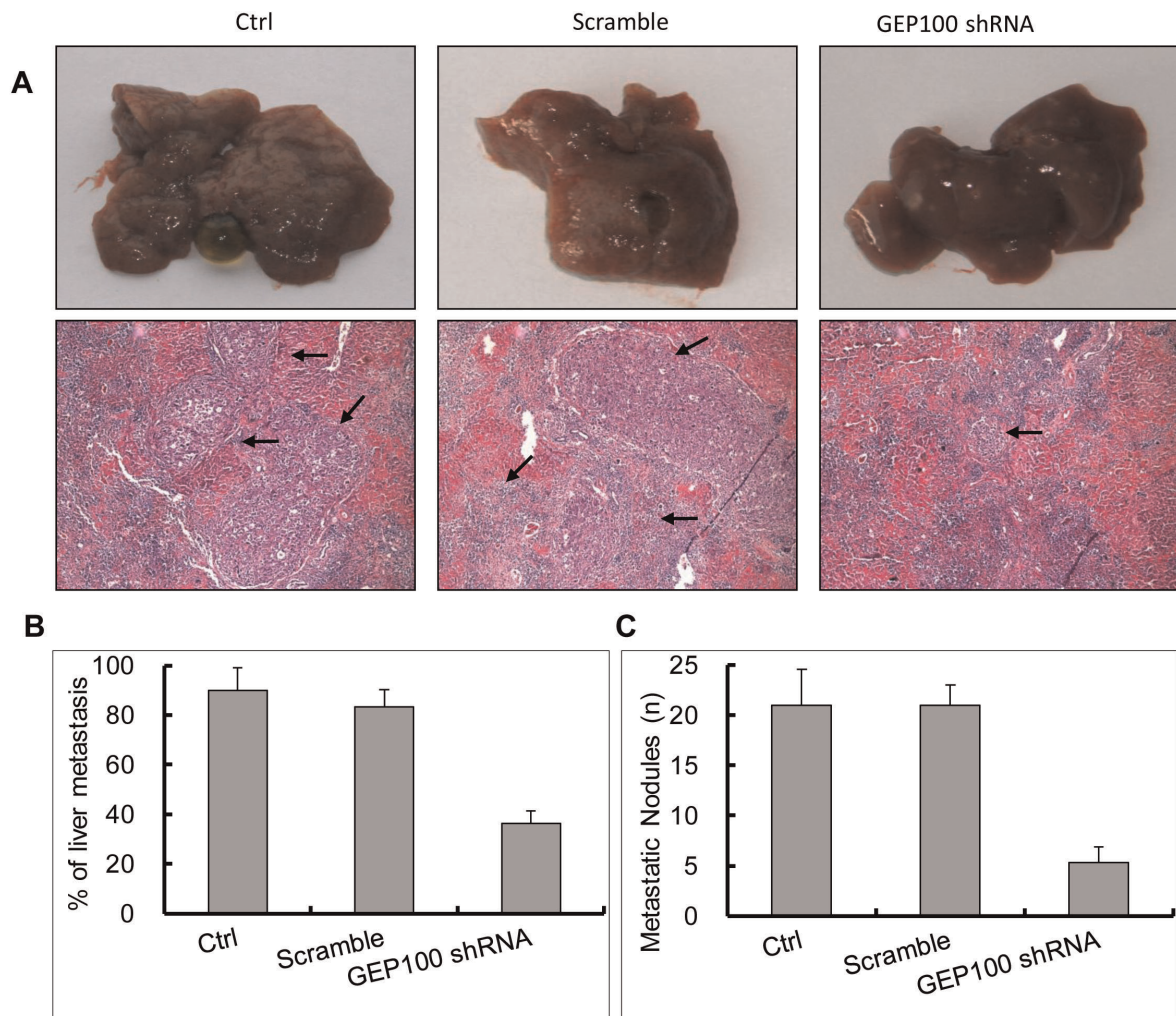 Ctrl
Scramble
GEP100 shRNA
A
B
% of liver metastasis
100
80
60
40
20
0
Ctrl
Scramble
GEP100 shRNA
C
Metastatic Nodules (n)
25
20
15
10
5
0
Ctrl
Scramble
GEP100 shRNA